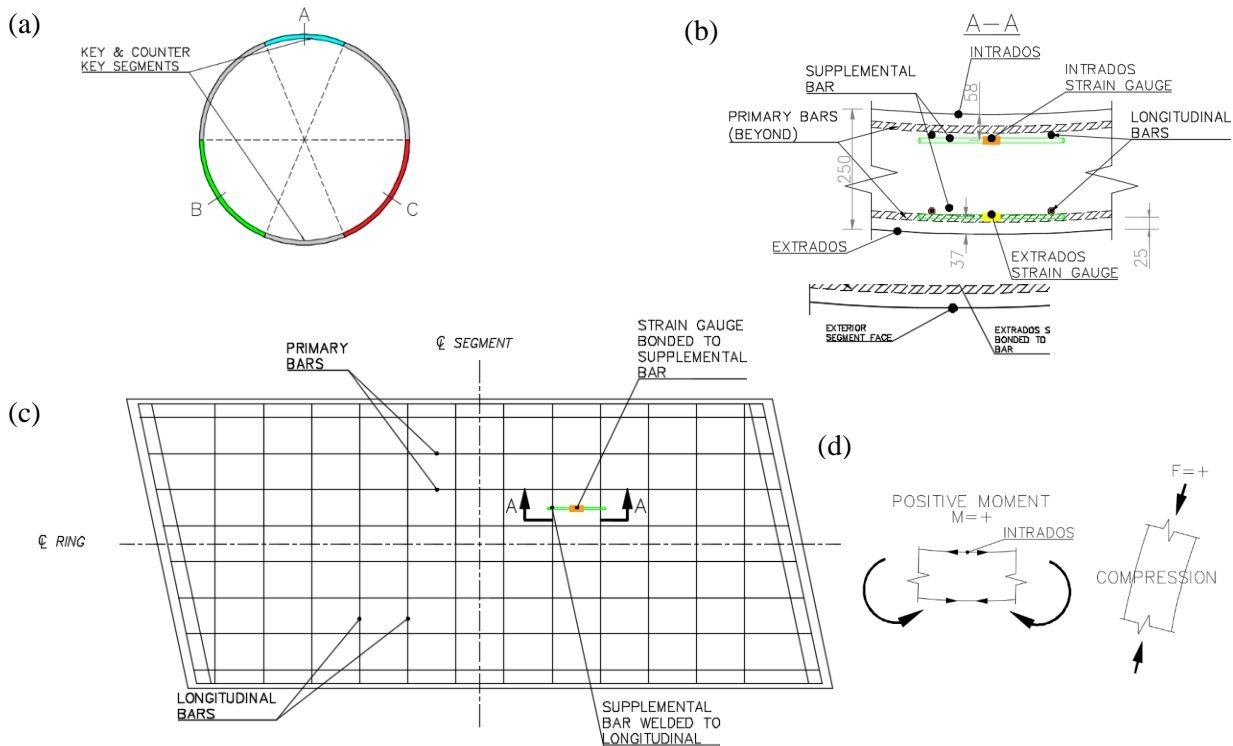 (a)
A
KEY & COUNTER
KEY SEGMENTS
B
C
(b)
A-A
INTRADOS
SUPPLEMENTAL
BAR
58
INTRADOS
STRAIN GAUGE
PRIMARY BARS
(BEYOND)
LONGITUDINAL
BARS
250
EXTRADOS
37
EXTRADOS
STRAIN GAUGE
25
EXTERIOR
SEGMENT FACE
EXTRADOS S
BONDED TO
BAR
(c)
PRIMARY
BARS
℄ SEGMENT
STRAIN GAUGE
BONDED TO
SUPPLEMENTAL
BAR
A
A
℄ RING
LONGITUDINAL
BARS
SUPPLEMENTAL
BAR WELDED TO
LONGITUDINAL
(d)
POSITIVE MOMENT
M=+
INTRADOS
F=+
COMPRESSION